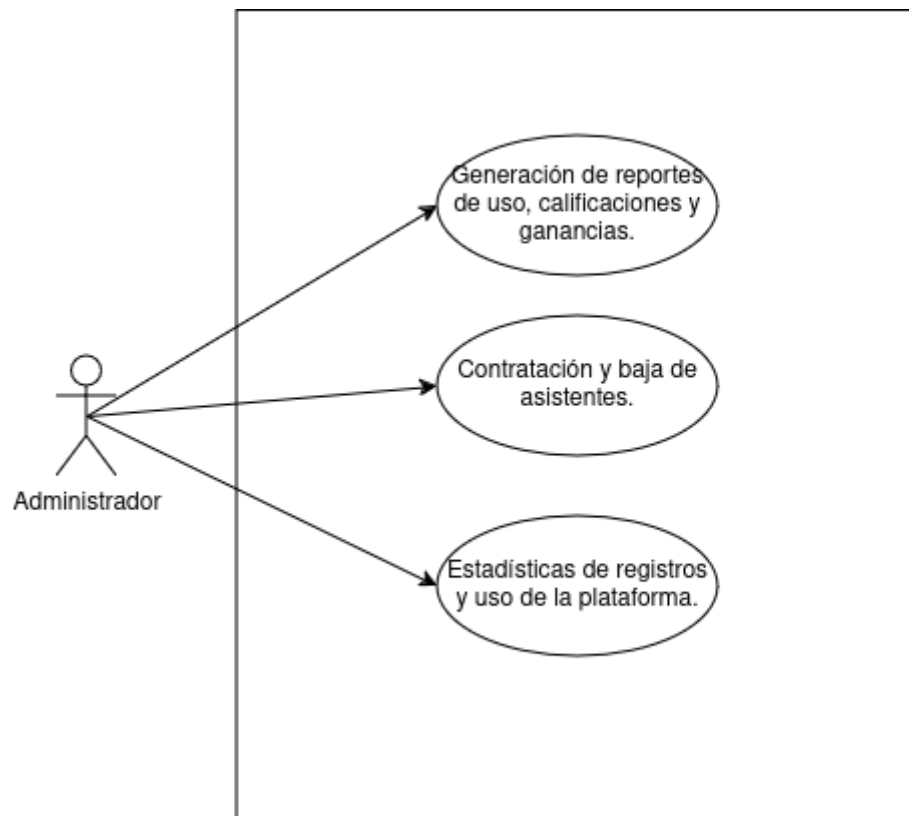 Generación de reportes
de uso, calificaciones y
ganancias.
Contratación y baja de
asistentes.
Administrador
Estadísticas de registros
y uso de la plataforma.